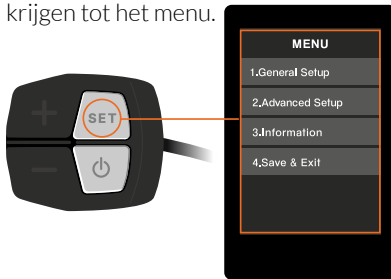 krijgen tot het menu.
SET
MENU
1.General Setup
2.Advanced Setup
3.Information
4.Save & Exit